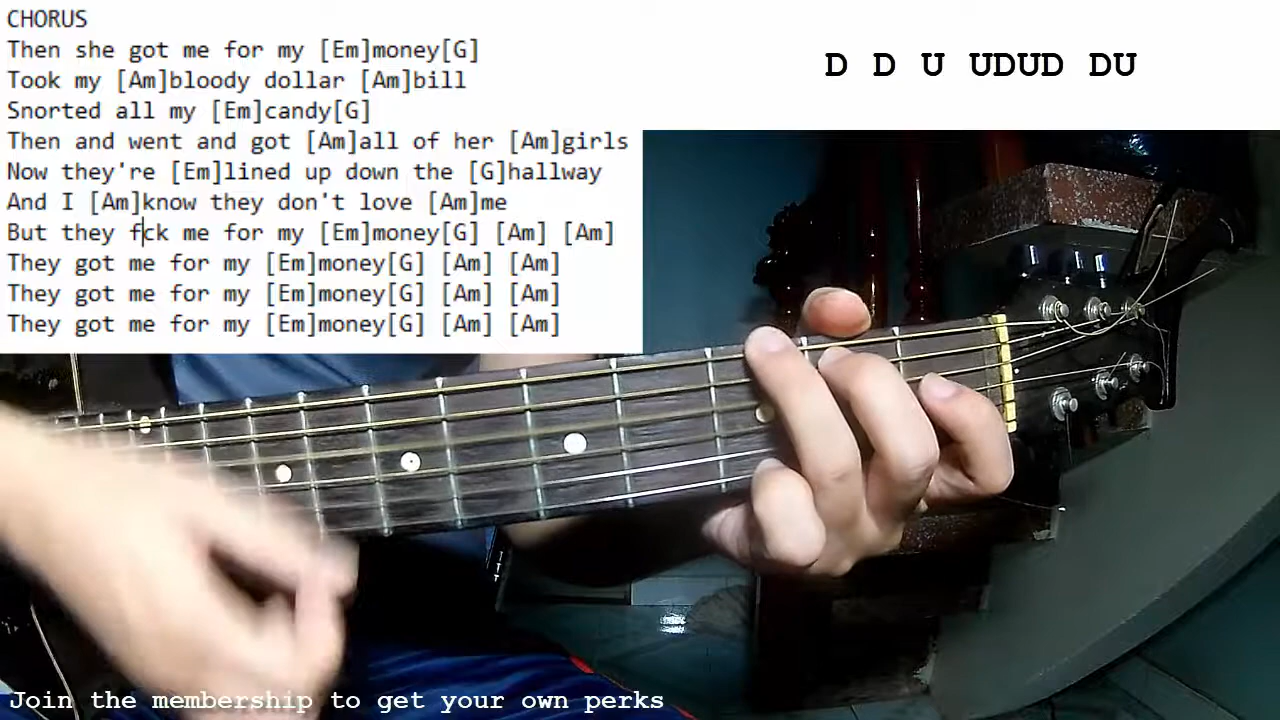 CHORUS
Then she got me for my [Em]money[G]
Took my [Am]bloody dollar [Am]bill
Snorted all my [Em]candy[G]
Then and went and got [Am]all of her [Am]girls
Now they're [Em]lined up down the [G]hallway
And I [Am]know they don't love [Am]me
But they fck me for my [Em]money[G] [Am] [Am]
They got me for my [Em]money[G] [Am] [Am]
They got me for my [Em]money[G] [Am] [Am]
They got me for my [Em]money[G] [Am] [Am]
D D U UDUD DU
Join the membership to get your own perks